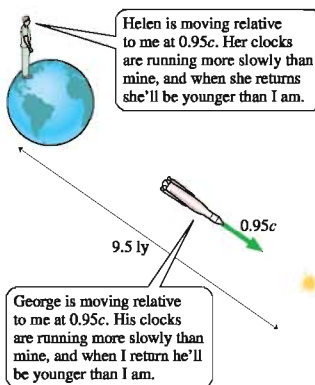 Helen is moving relative
to me at 0.95c. Her clocks
are running more slowly than
mine, and when she returns
she'll be younger than I am.
0.95c
9.5 ly
George is moving relative
to me at 0.95c. His clocks
are running more slowly than
mine, and when I return he'll
be younger than I am.